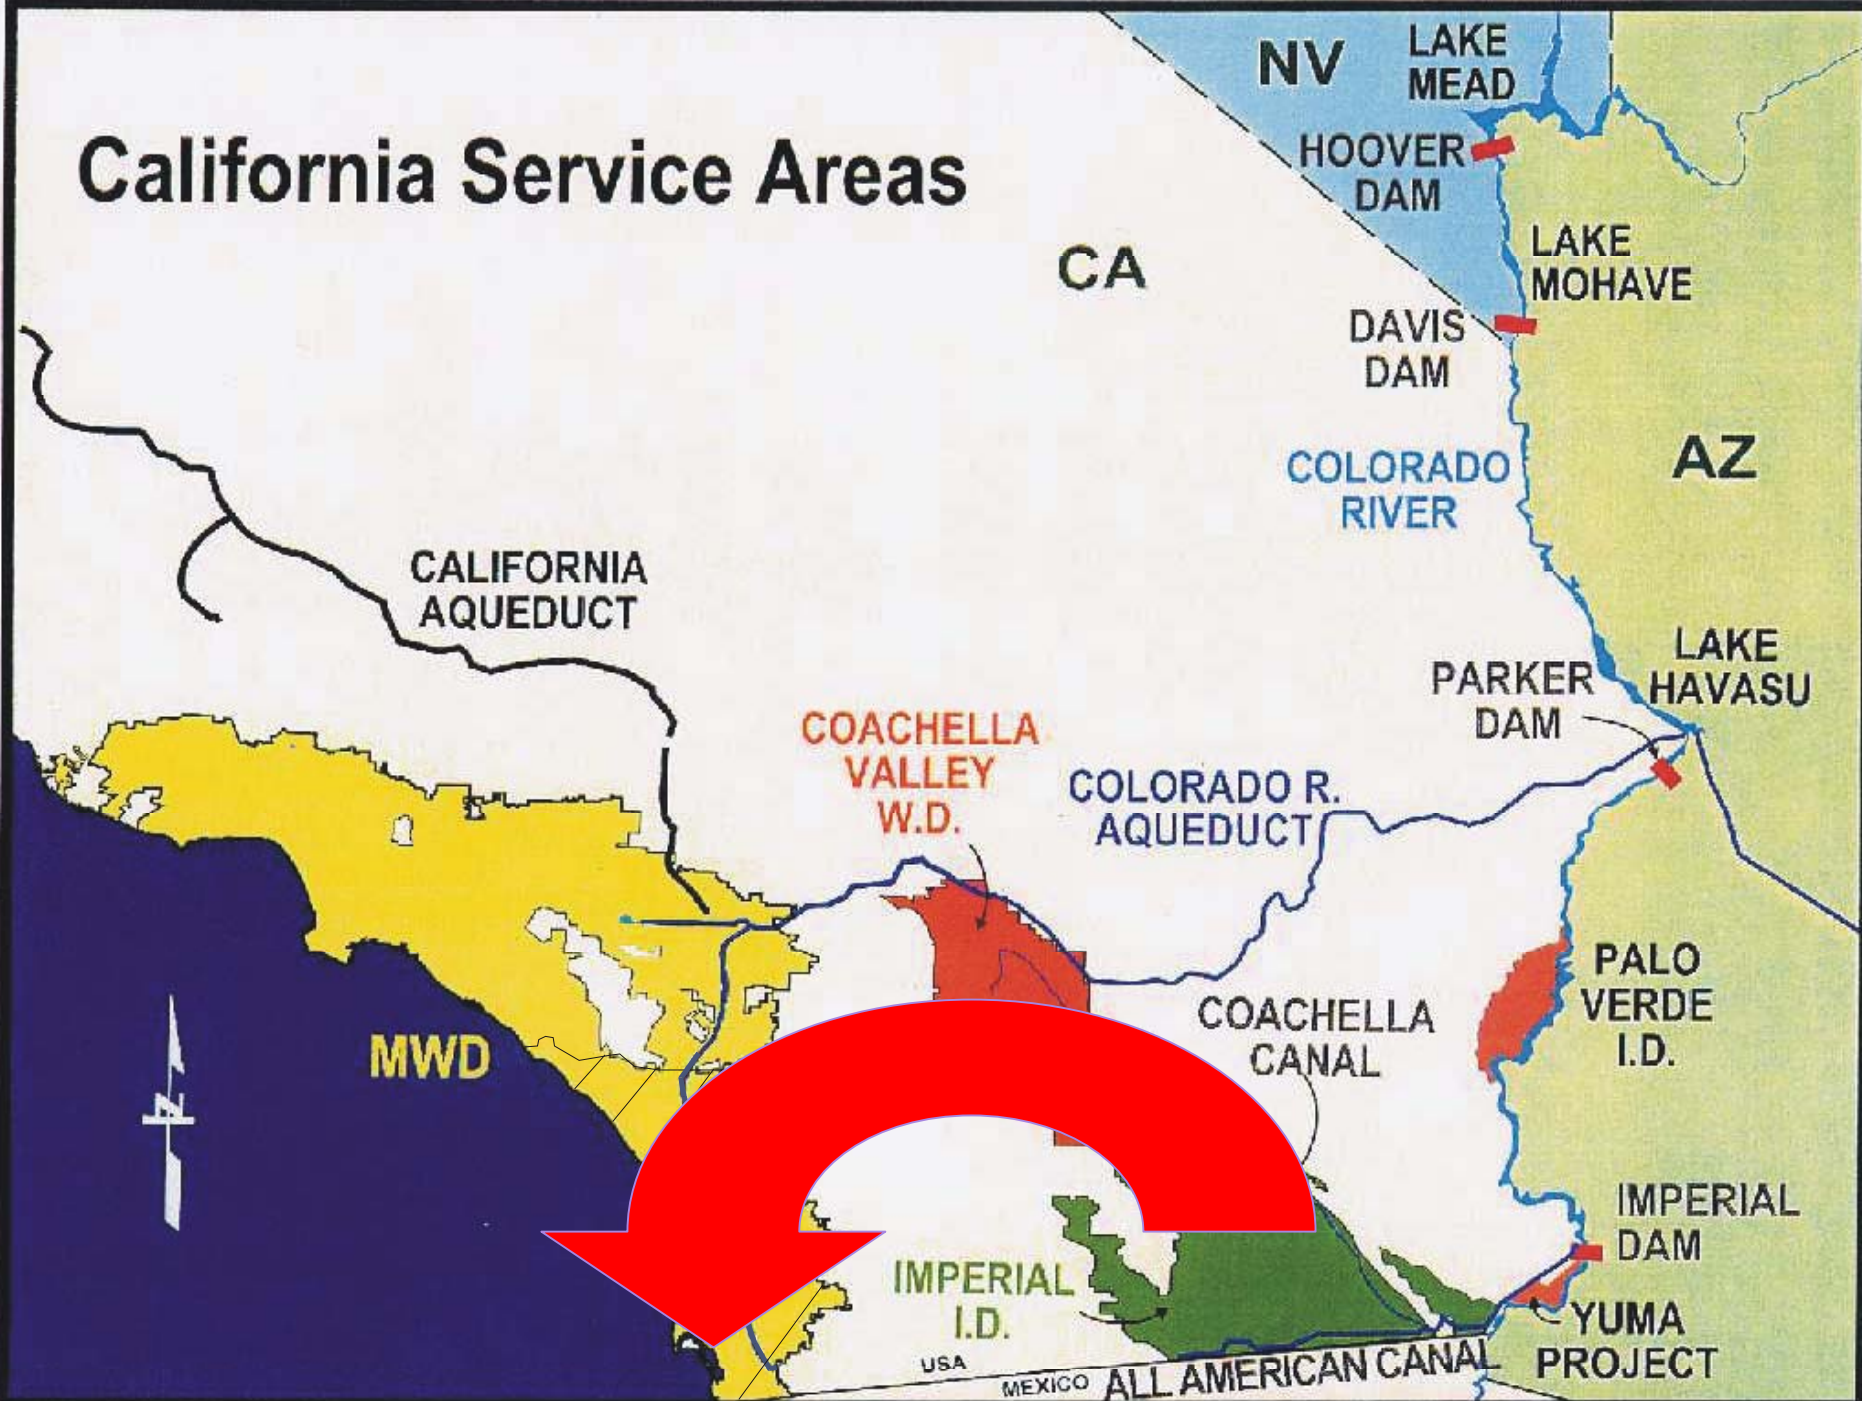 NV
LAKE
MEAD
California Service Areas
HOOVER
DAM
CA
LAKE
MOHAVE
DAVIS
DAM
AZ
COLORADO
RIVER
CALIFORNIA
AQUEDUCT
LAKE
HAVASU
PARKER
DAM
COACHELLA
VALLEY
W.D.
COLORADO R.
AQUEDUCT
PALO
VERDE
I.D.
COACHELLA
CANAL
MWD
N
IMPERIAL
DAM
IMPERIAL
I.D.
YUMA
PROJECT
USA
MEXICO
ALL AMERICAN CANAL